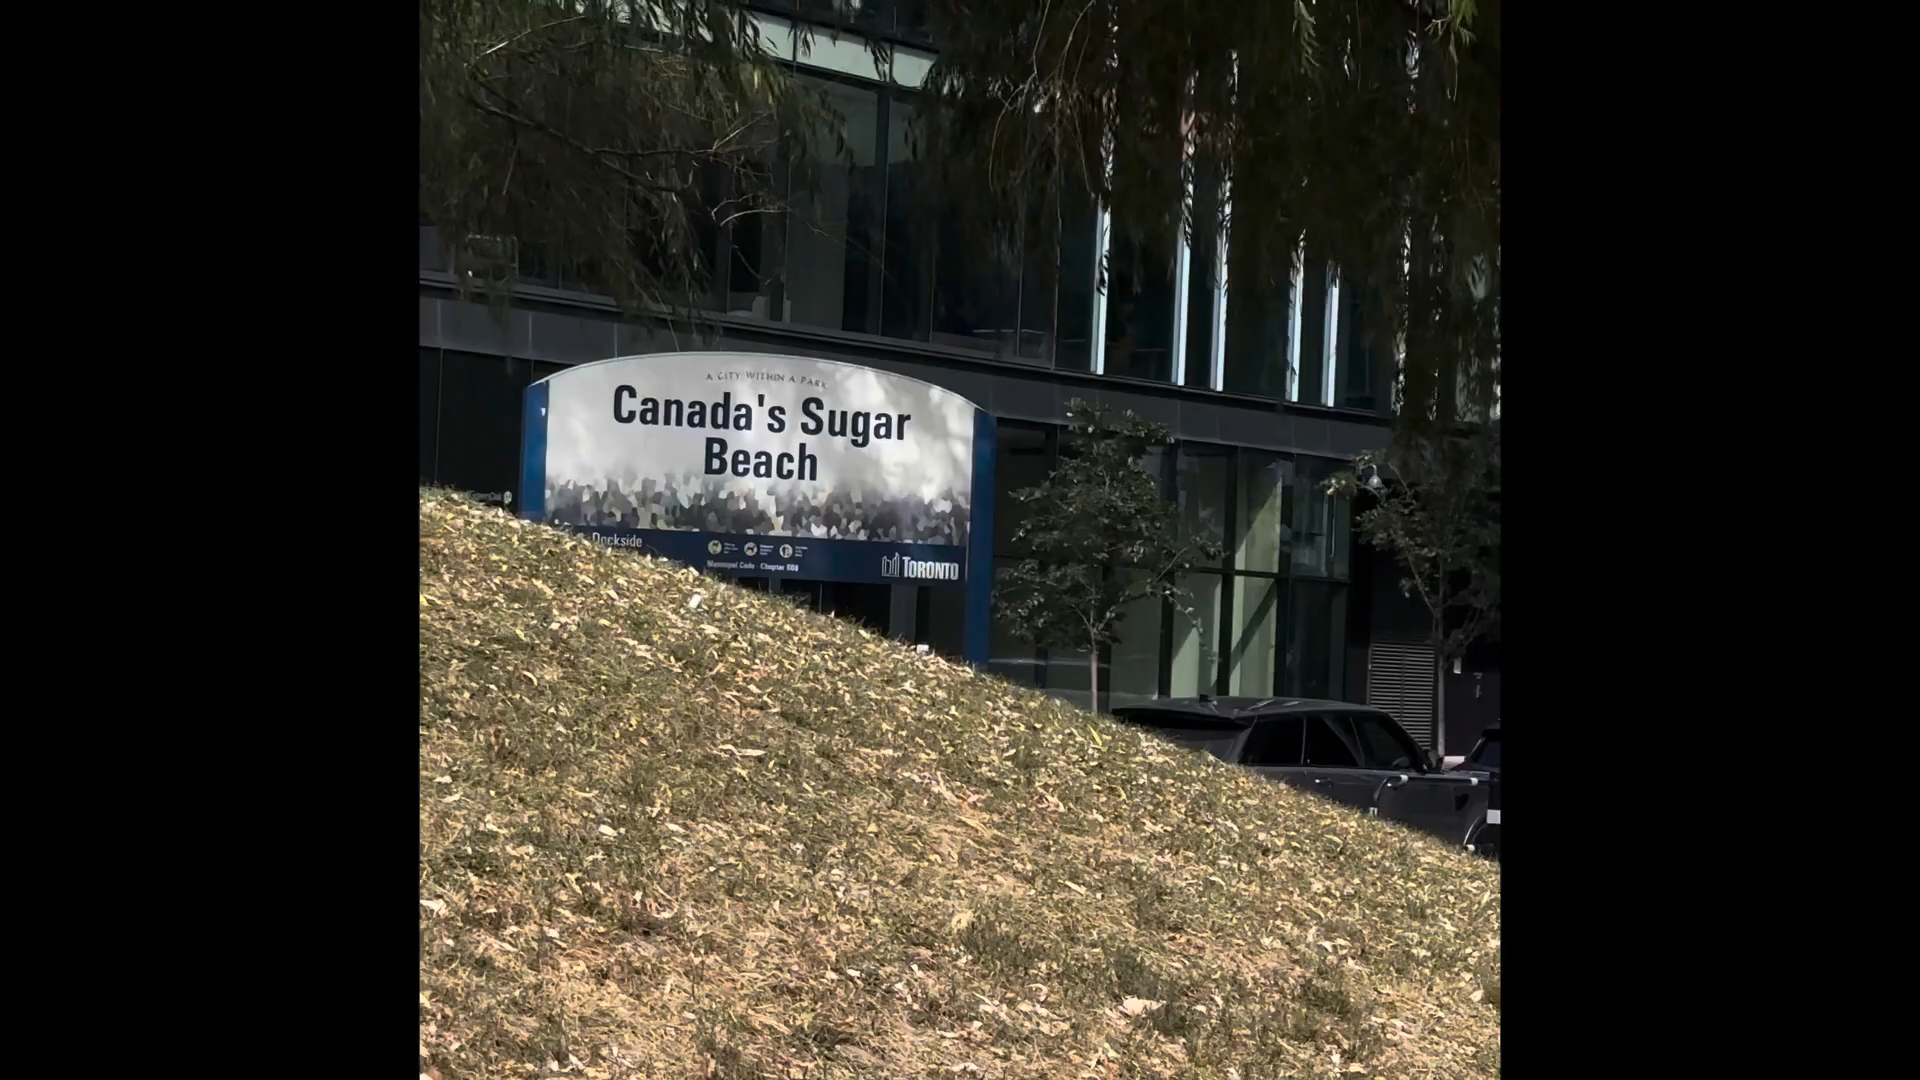 A CITY WITHIN A PARK
Canada's Sugar
Beach
Dockside
Municipal Code - Chapter 608
TORONTO